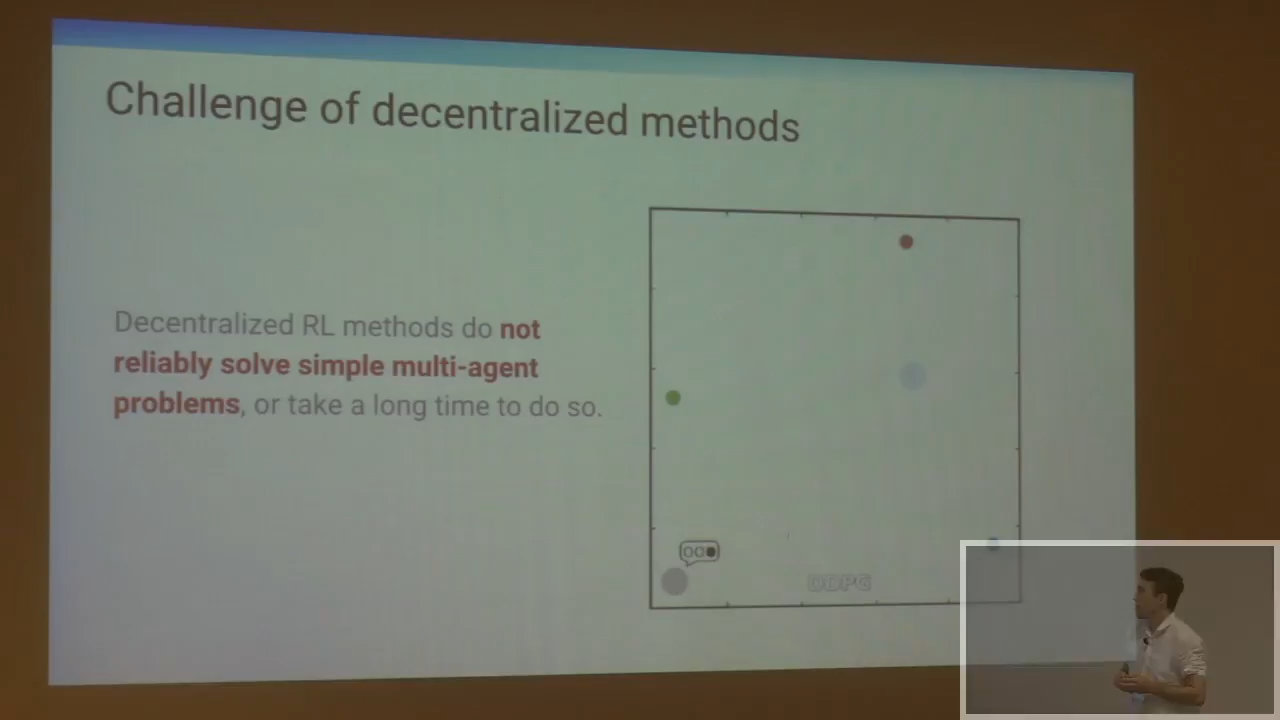 Challenge of decentralized methods
Decentralized RL methods do not
reliably solve simple multi-agent
problems, or take a long time to do so.
DDPG